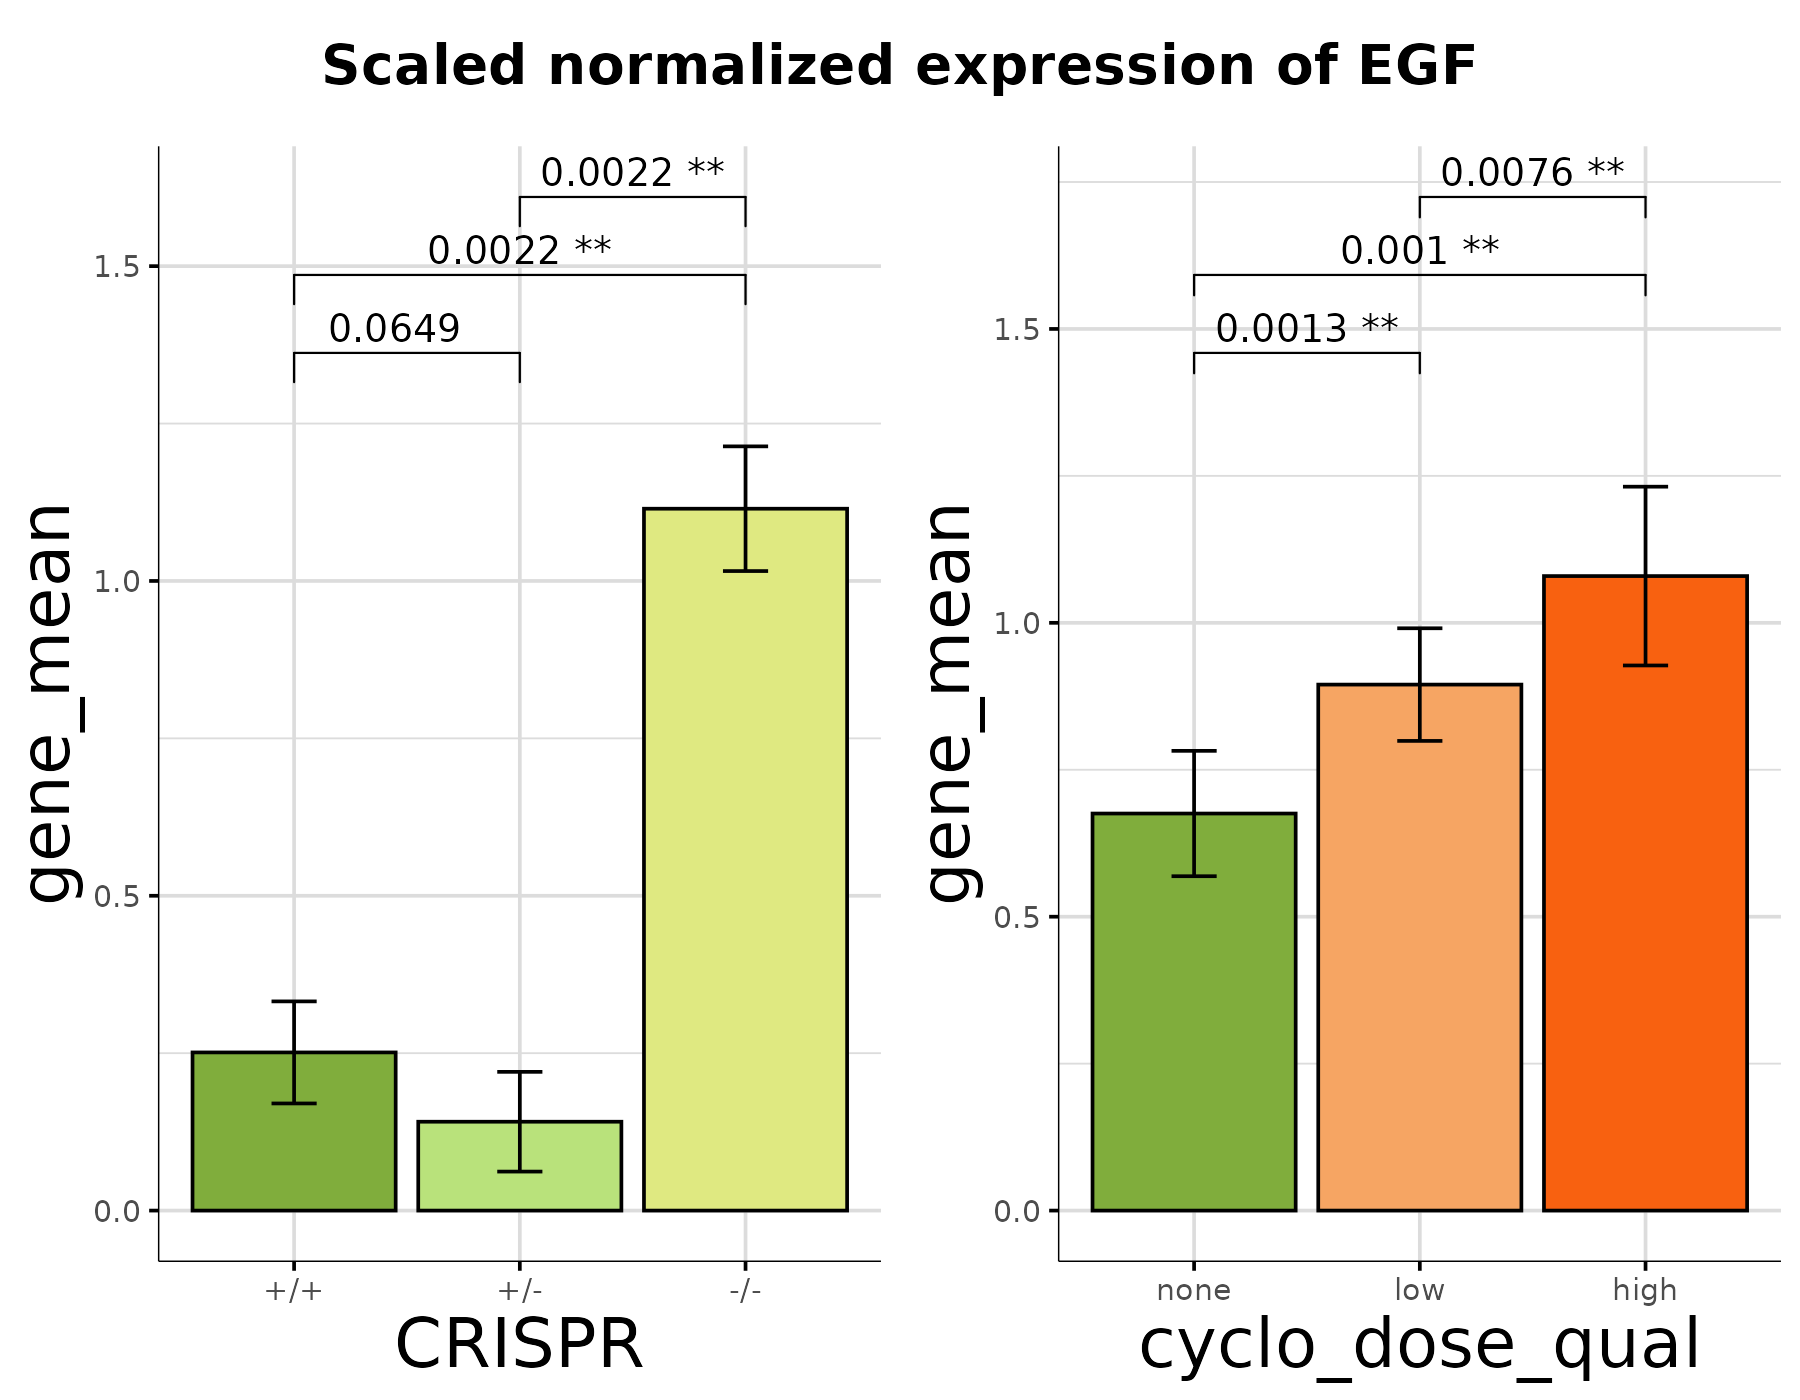 Scaled normalized expression of EGF
0.0022 **
0.0022 **
0.0649
1.5
1.0
0.5
0.0
gene_mean
+/+ +/- -/-
CRISPR
0.0076 **
0.001 **
0.0013 **
1.5
1.0
0.5
0.0
gene_mean
none low high
cyclo_dose_qual